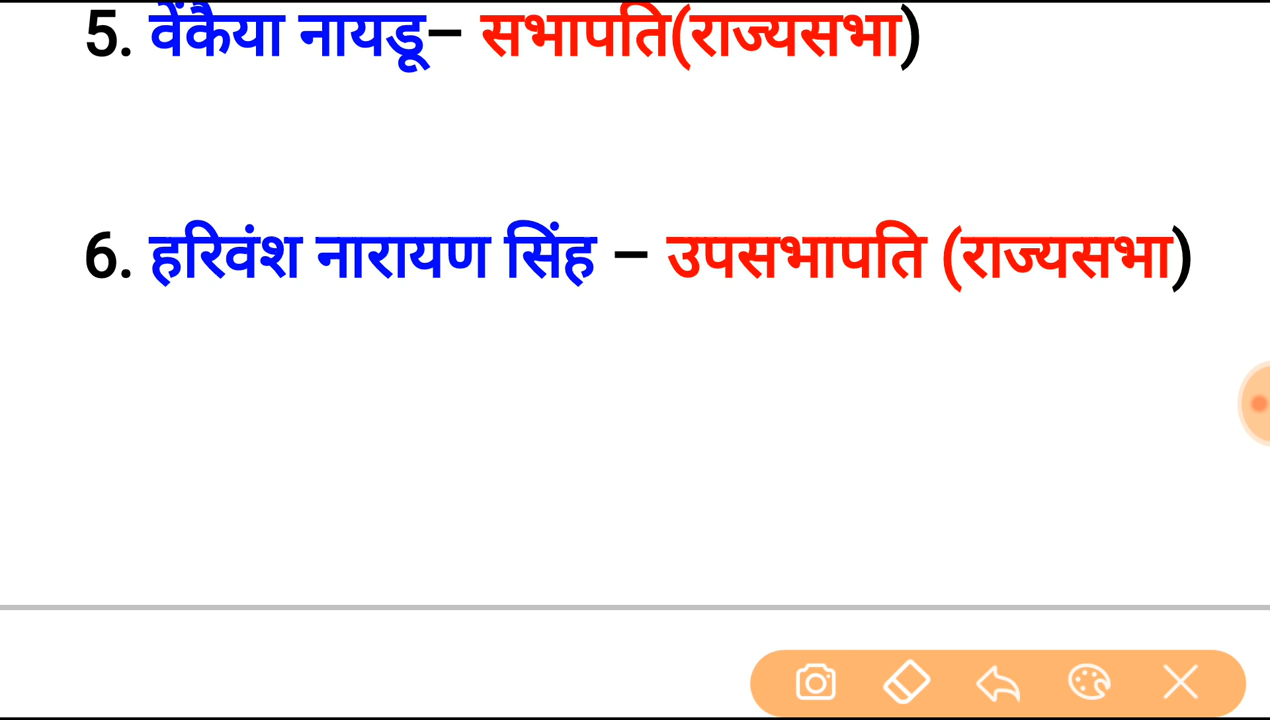 5. वेंकैया नायडू– सभापति(राज्यसभा)
6. हरिवंश नारायण सिंह – उपसभापति (राज्यसभा)